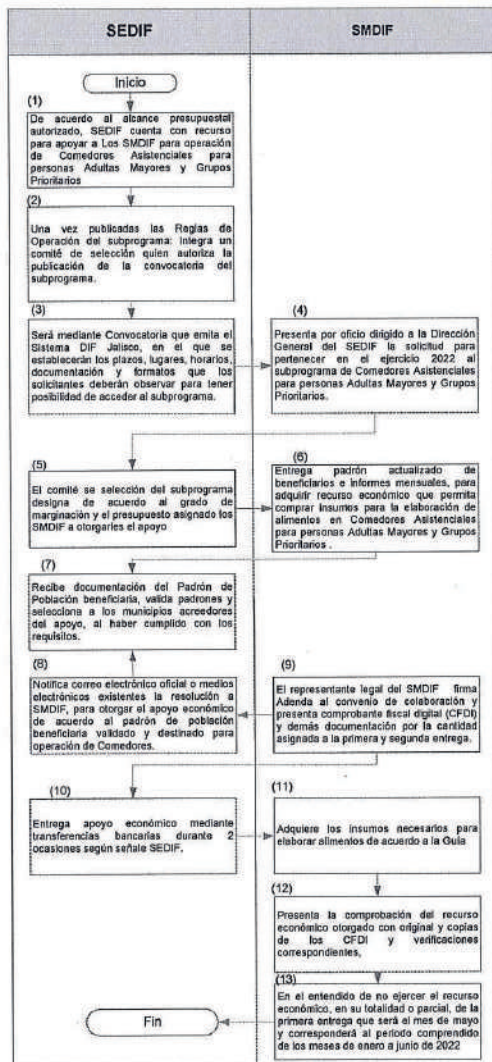 SEDIF
SMDIF
Inicio
(1)
De acuerdo al alcance presupuestal
autorizado, SEDIF cuenta con recurso
para apoyar a Los SMDIF para operación
de Comedores Asistenciales para
personas Adultas Mayores y Grupos
Prioritarios
(2)
Una vez publicadas las Reglas de
Operación del subprograma: Integra un
comité de selección quien autoriza la
publicación de la convocatoria del
subprograma.
(3)
Será mediante Convocatoria que emita el
Sistema DIF Jalisco, en el que se
establecerán los plazos, lugares, horarios,
documentación y formatos que los
solicitantes deberán observar para tener
posibilidad de acceder al subprograma.
(4)
Presenta por oficio dirigido a la Dirección
General del SEDIF la solicitud para
pertenecer en el ejercicio 2022 al
subprograma de Comedores Asistenciales
para personas Adultas Mayores y Grupos
Prioritarios.
(5)
El comité se selección del subprograma
designa de acuerdo al grado de
marginación y el presupuesto asignado los
SMDIF a otorgarles el apoyo
(6)
Entrega padrón actualizado de
beneficiarios e informes mensuales, para
adquirir recurso económico que permita
comprar insumos para la elaboración de
alimentos en Comedores Asistenciales
para personas Adultas Mayores y Grupos
Prioritarios .
(7)
Recibe documentación del Padrón de
Población beneficiaria, valida padrones y
selecciona a los municipios acreedores
del apoyo, al haber cumplido con los
requisitos.
(8)
Notifica correo electrónico oficial o medios
electrónicos existentes la resolución a
SMDIF, para otorgar el apoyo económico
de acuerdo al padrón de población
beneficiaria validado y destinado para
operación de Comedores.
(9)
El representante legal del SMDIF firma
Adenda al convenio de colaboración y
presenta comprobante fiscal digital (CFDI)
y demás documentación por la cantidad
asignada a la primera y segunda entrega.
(10)
Entrega apoyo económico mediante
transferencias bancarias durante 2
ocasiones según señale SEDIF.
(11)
Adquiere los insumos necesarios para
elaborar alimentos de acuerdo a la Guía
(12)
Presenta la comprobación del recurso
económico otorgado con original y copias
de los CFDI y verificaciones
correspondientes,
(13)
En el entendido de no ejercer el recurso
económico, en su totalidad o parcial, de la
primera entrega que será el mes de mayo
y corresponderá al periodo comprendido
de los meses de enero a junio de 2022
Fin